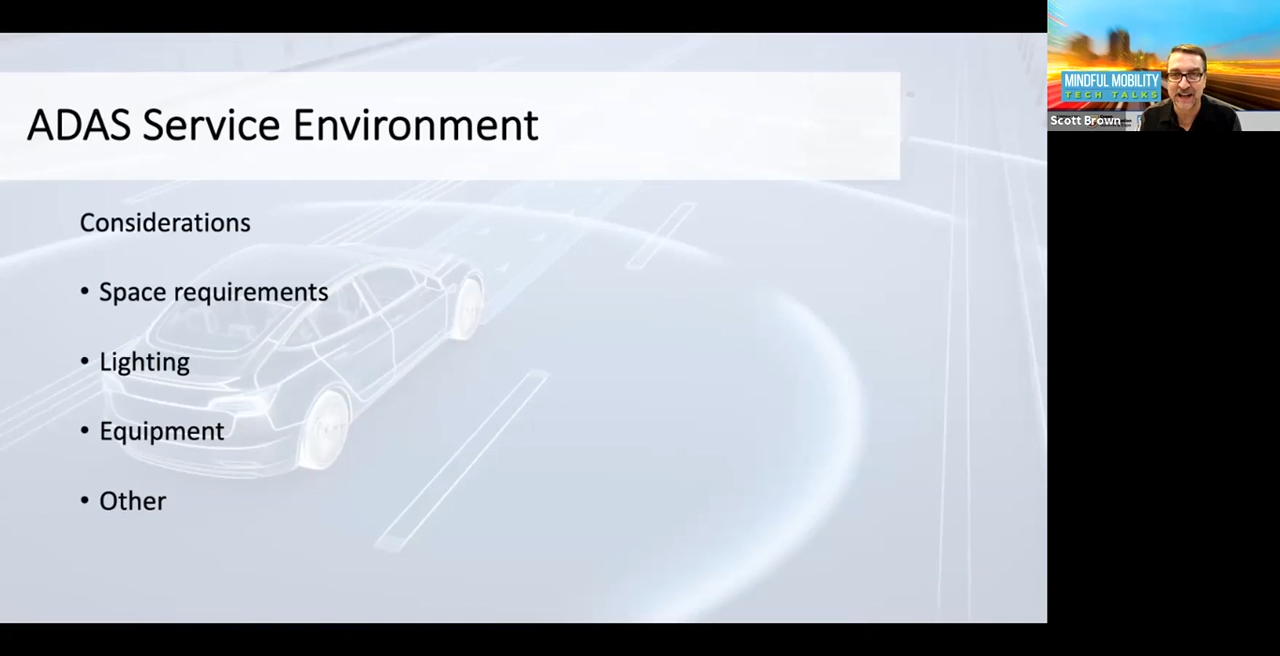 ADAS Service Environment
Considerations
• Space requirements
• Lighting
• Equipment
• Other
MINDFUL MOBILITY
TECH TALKS
Scott Brown